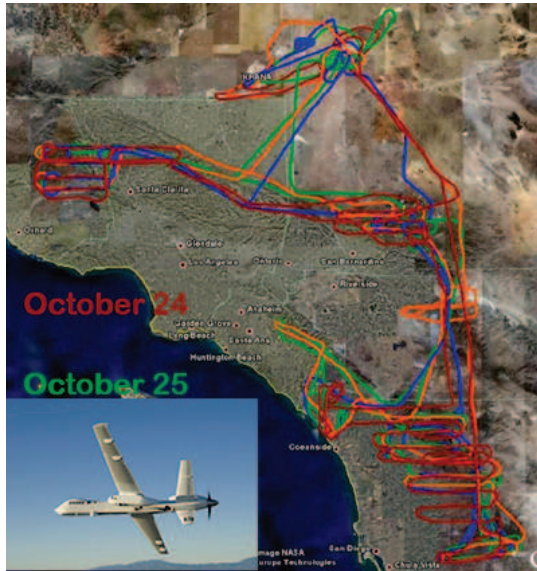 IKHANA
Santa Clarita
Oxnard
Glendale
Los Angeles
Ontario
San Bernardino
Riverside
October 24
Anaheim
Garden Grove
Long Beach
Santa Ana
Huntington Beach
October 25
Oceanside
Image NASA
San Diego
Europa Technologies
Chula Vista